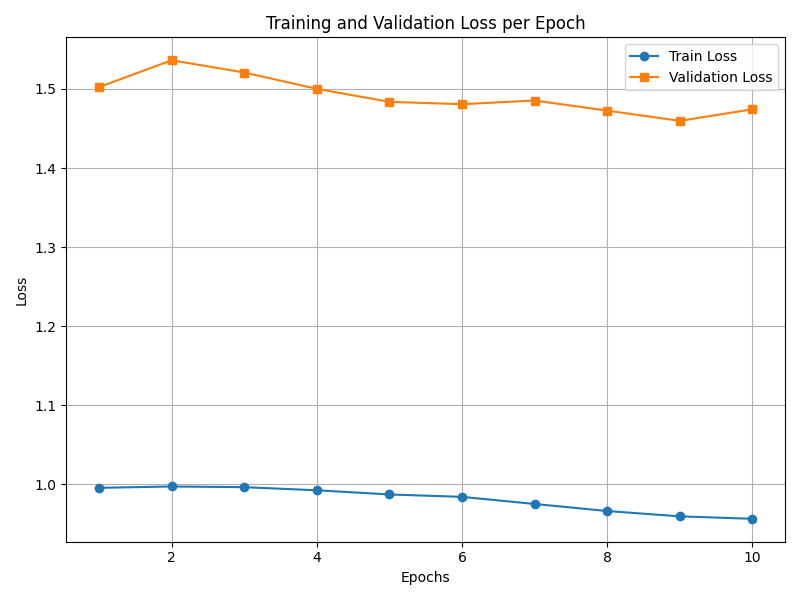 Training and Validation Loss per Epoch
Train Loss
Validation Loss
1.5
1.4
1.3
1.2
1.1
1.0
Loss
2 4 6 8 10
Epochs